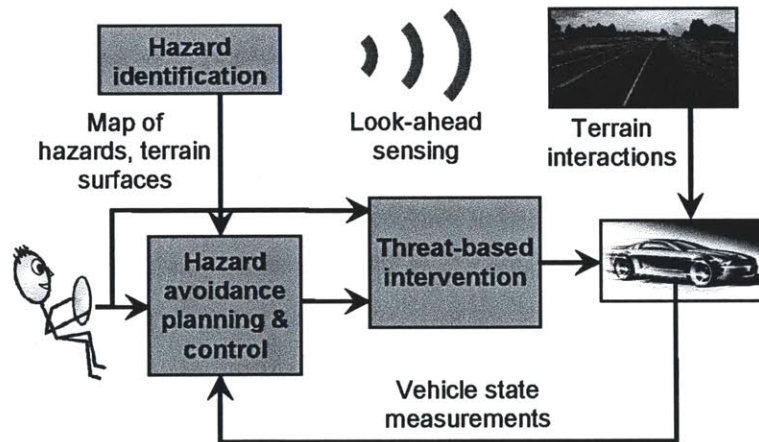 Hazard
identification
Look-ahead
sensing
Terrain
interactions
Map of
hazards, terrain
surfaces
Hazard
avoidance
planning &
control
Threat-based
intervention
Vehicle state
measurements